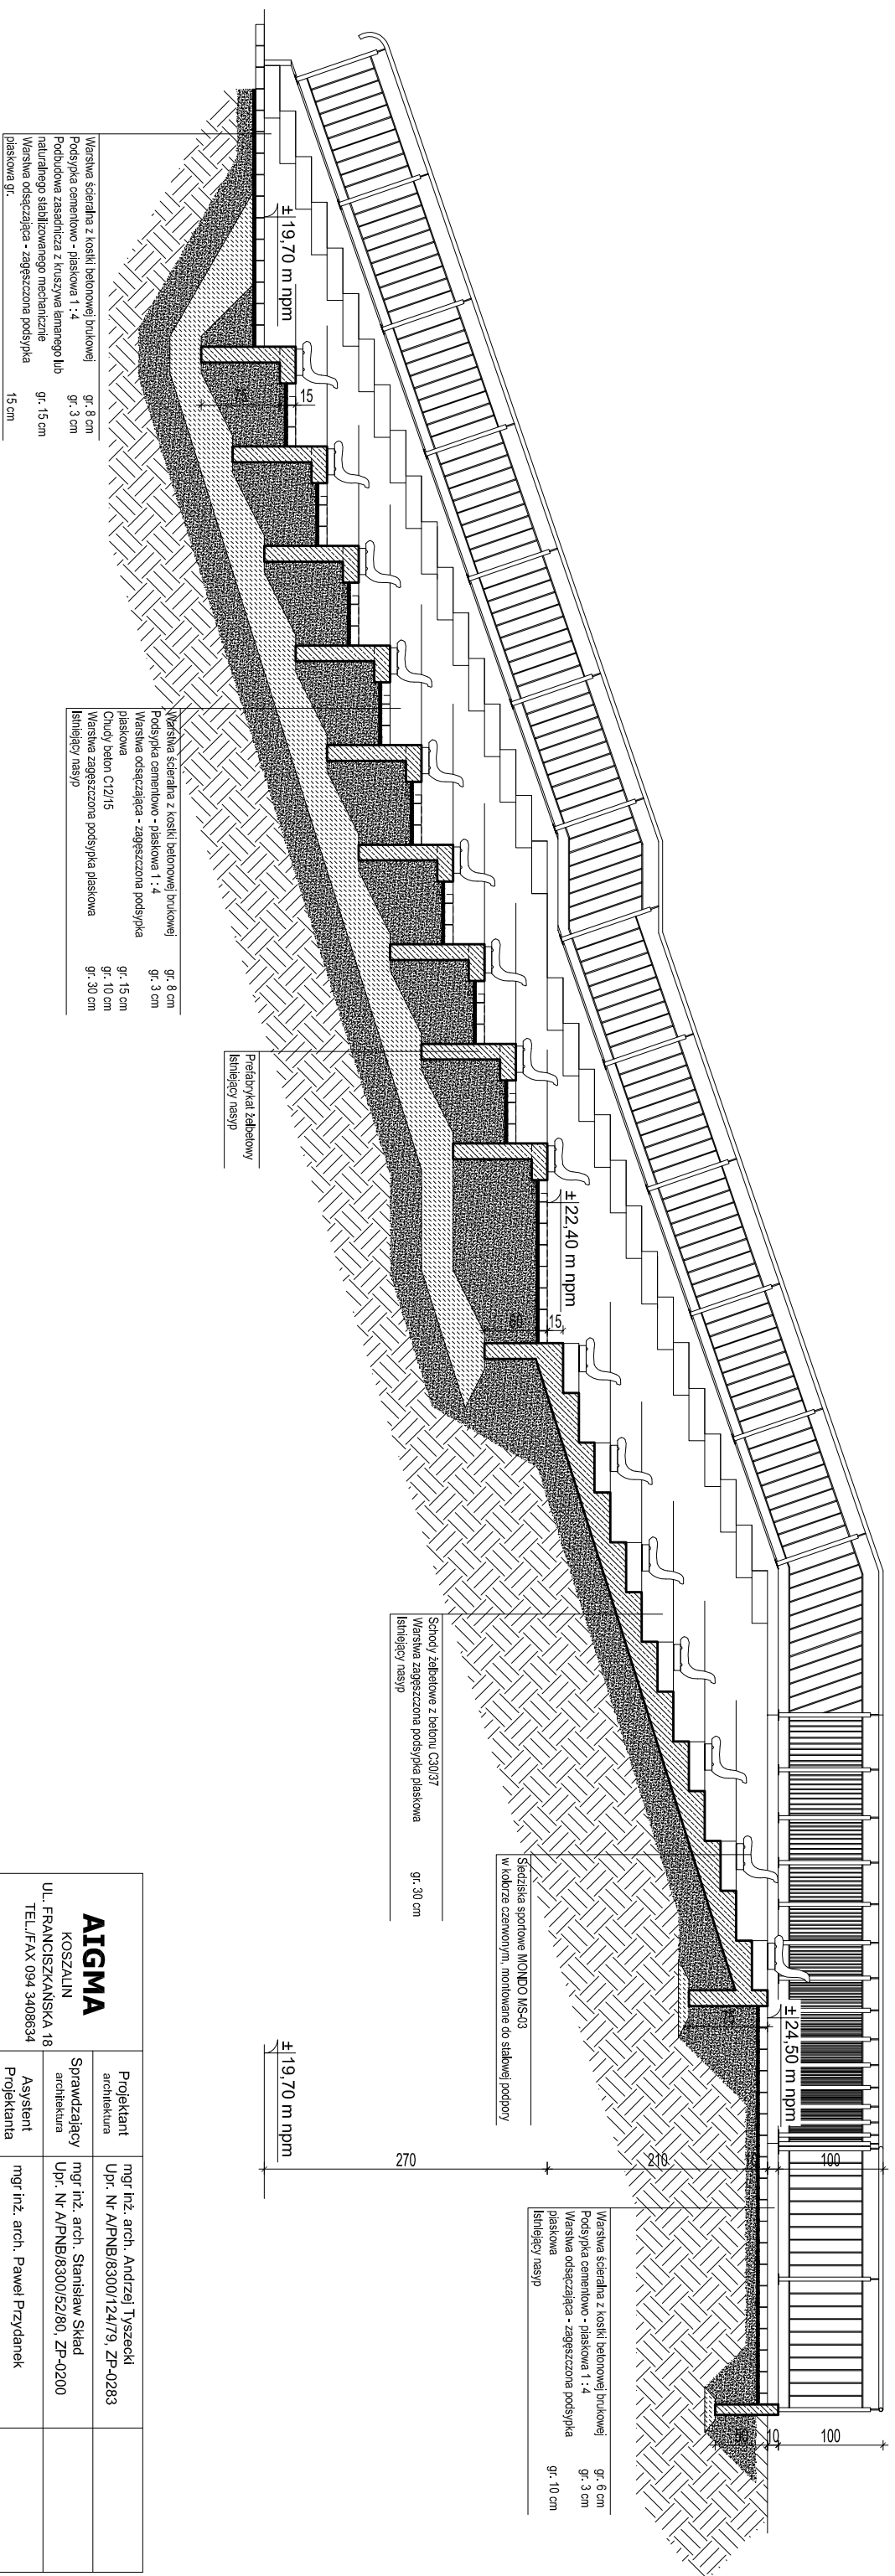 ± 19,70 m npm
75
15
± 22,40 m npm
60
15
± 24,50 m npm
75
± 19,70 m npm
270
210
10
100
60
10
100
Warstwa ścieralna z kostki betonowej brukowej gr. 8 cm
Podsypka cementowo - piaskowa 1 : 4 gr. 3 cm
Podbudowa zasadnicza z kruszywa łamanego lub
naturalnego stabilizowanego mechanicznie gr. 15 cm
Warstwa odsączająca - zagęszczona podsypka
piaskowa gr. 15 cm
Warstwa ścieralna z kostki betonowej brukowej gr. 8 cm
Podsypka cementowo - piaskowa 1 : 4 gr. 3 cm
Warstwa odsączająca - zagęszczona podsypka
piaskowa gr. 15 cm
Chudy beton C12/15 gr. 10 cm
Warstwa zagęszczona podsypka piaskowa gr. 30 cm
Istniejący nasyp
Prefabrykat żelbetowy
Istniejący nasyp
Schody żelbetowe z betonu C30/37
Warstwa zagęszczona podsypka piaskowa gr. 30 cm
Istniejący nasyp
Siedziska sportowe MONDO MS-03
w kolorze czerwonym, montowane do stalowej podpory
Warstwa ścieralna z kostki betonowej brukowej gr. 6 cm
Podsypka cementowo - piaskowa 1 : 4 gr. 3 cm
Warstwa odsączająca - zagęszczona podsypka
piaskowa gr. 10 cm
Istniejący nasyp
AIGMA
KOSZALIN
UL. FRANCISZKAŃSKA 18
TEL./FAX 094 3408634
Projektant
architektura
mgr inż. arch. Andrzej Tyszecki
Upr. Nr A/PNB/8300/124/79, ZP-0283
Sprawdzający
architektura
mgr inż. arch. Stanisław Skład
Upr. Nr A/PNB/8300/52/80, ZP-0200
Asystent
Projektanta
mgr inż. arch. Paweł Przydanek